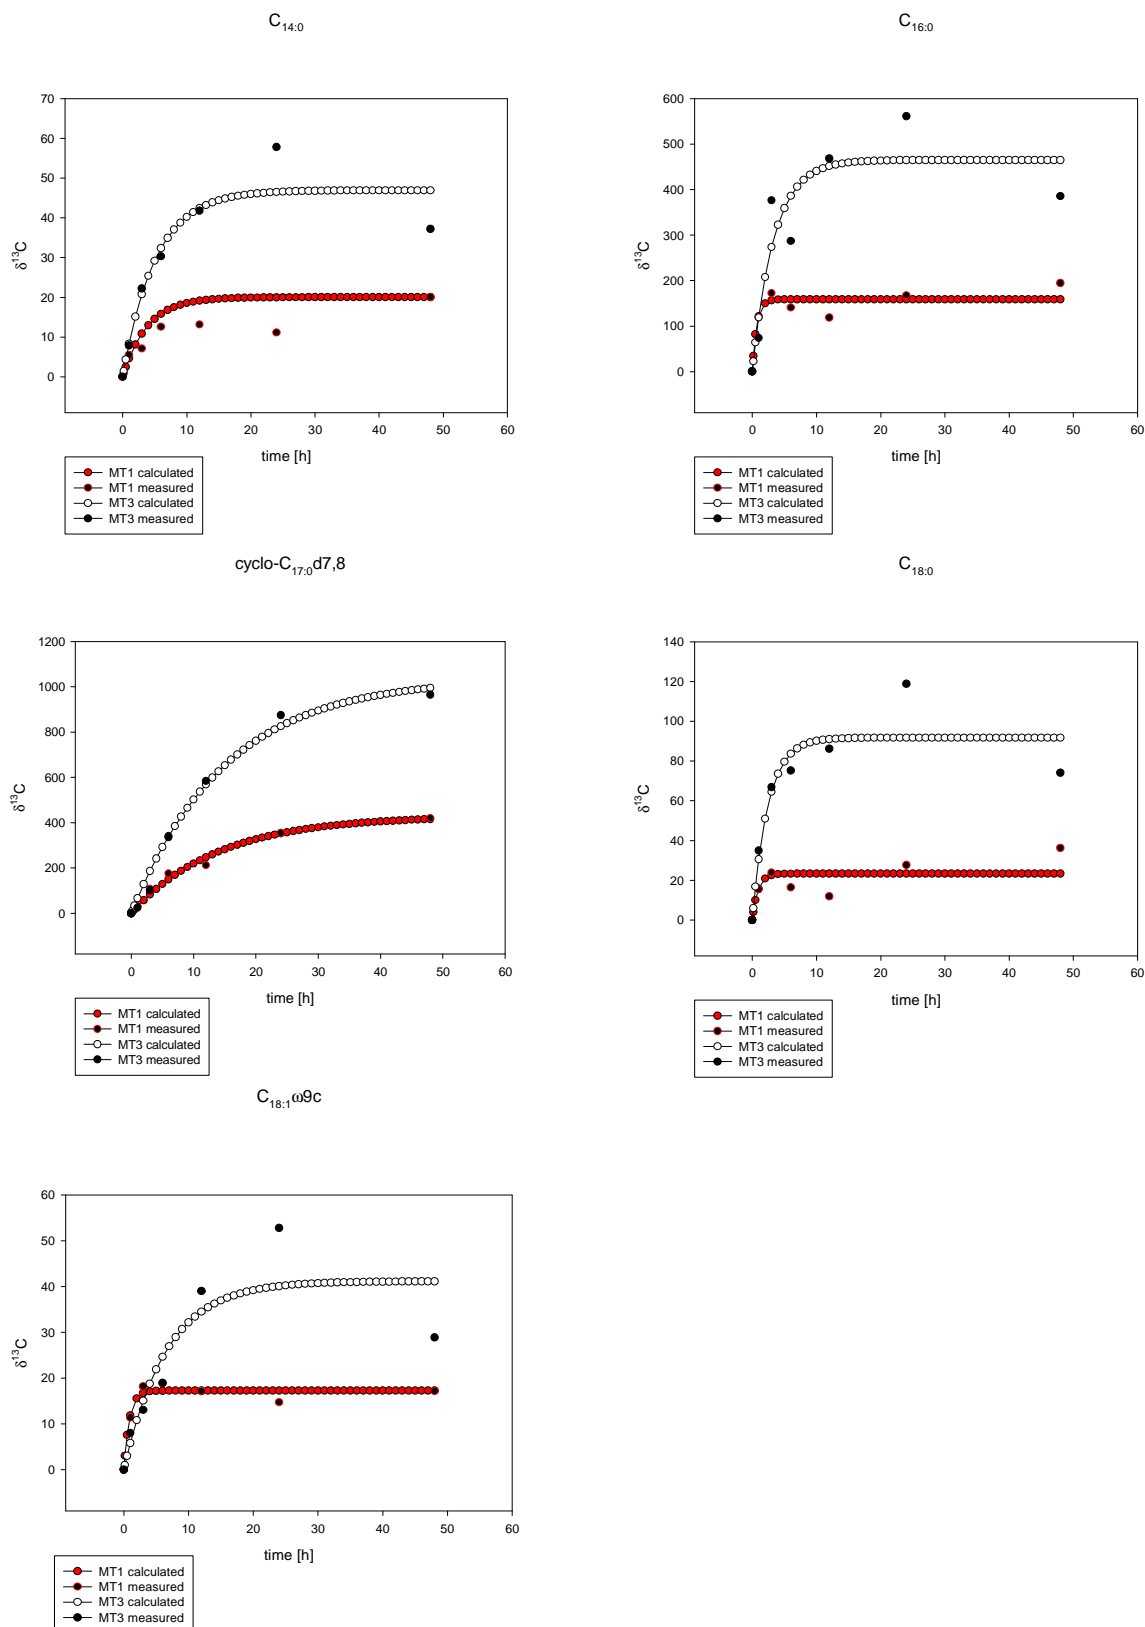 C14:0
70
60
50
40
30
20
10
0
δ13C
0 10 20 30 40 50 60
time [h]
MT1 calculated
MT1 measured
MT3 calculated
MT3 measured
C16:0
600
500
400
300
200
100
0
δ13C
0 10 20 30 40 50 60
time [h]
MT1 calculated
MT1 measured
MT3 calculated
MT3 measured
cyclo-C17:0d7,8
1200
1000
800
600
400
200
0
δ13C
0 10 20 30 40 50 60
time [h]
MT1 calculated
MT1 measured
MT3 calculated
MT3 measured
C18:0
140
120
100
80
60
40
20
0
δ13C
0 10 20 30 40 50 60
time [h]
MT1 calculated
MT1 measured
MT3 calculated
MT3 measured
C18:1ω9c
60
50
40
30
20
10
0
δ13C
0 10 20 30 40 50 60
time [h]
MT1 calculated
MT1 measured
MT3 calculated
MT3 measured